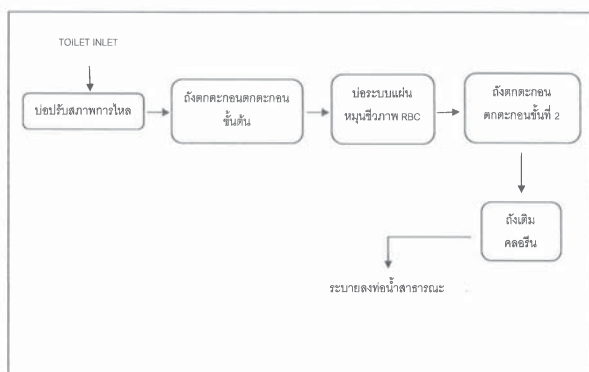 TOiLET INLET
บ่อปรับสภาพการไหล
ถังตกตะกอนตกตะกอน
ขั้นต้น
บ่อระบบแผ่น
หมุนชีวภาพ RBC
ถังตกตะกอน
ตกตะกอนขั้นที่ 2
ถังเติม
คลอรีน
ระบายลงท่อน้ำสาธารณะ